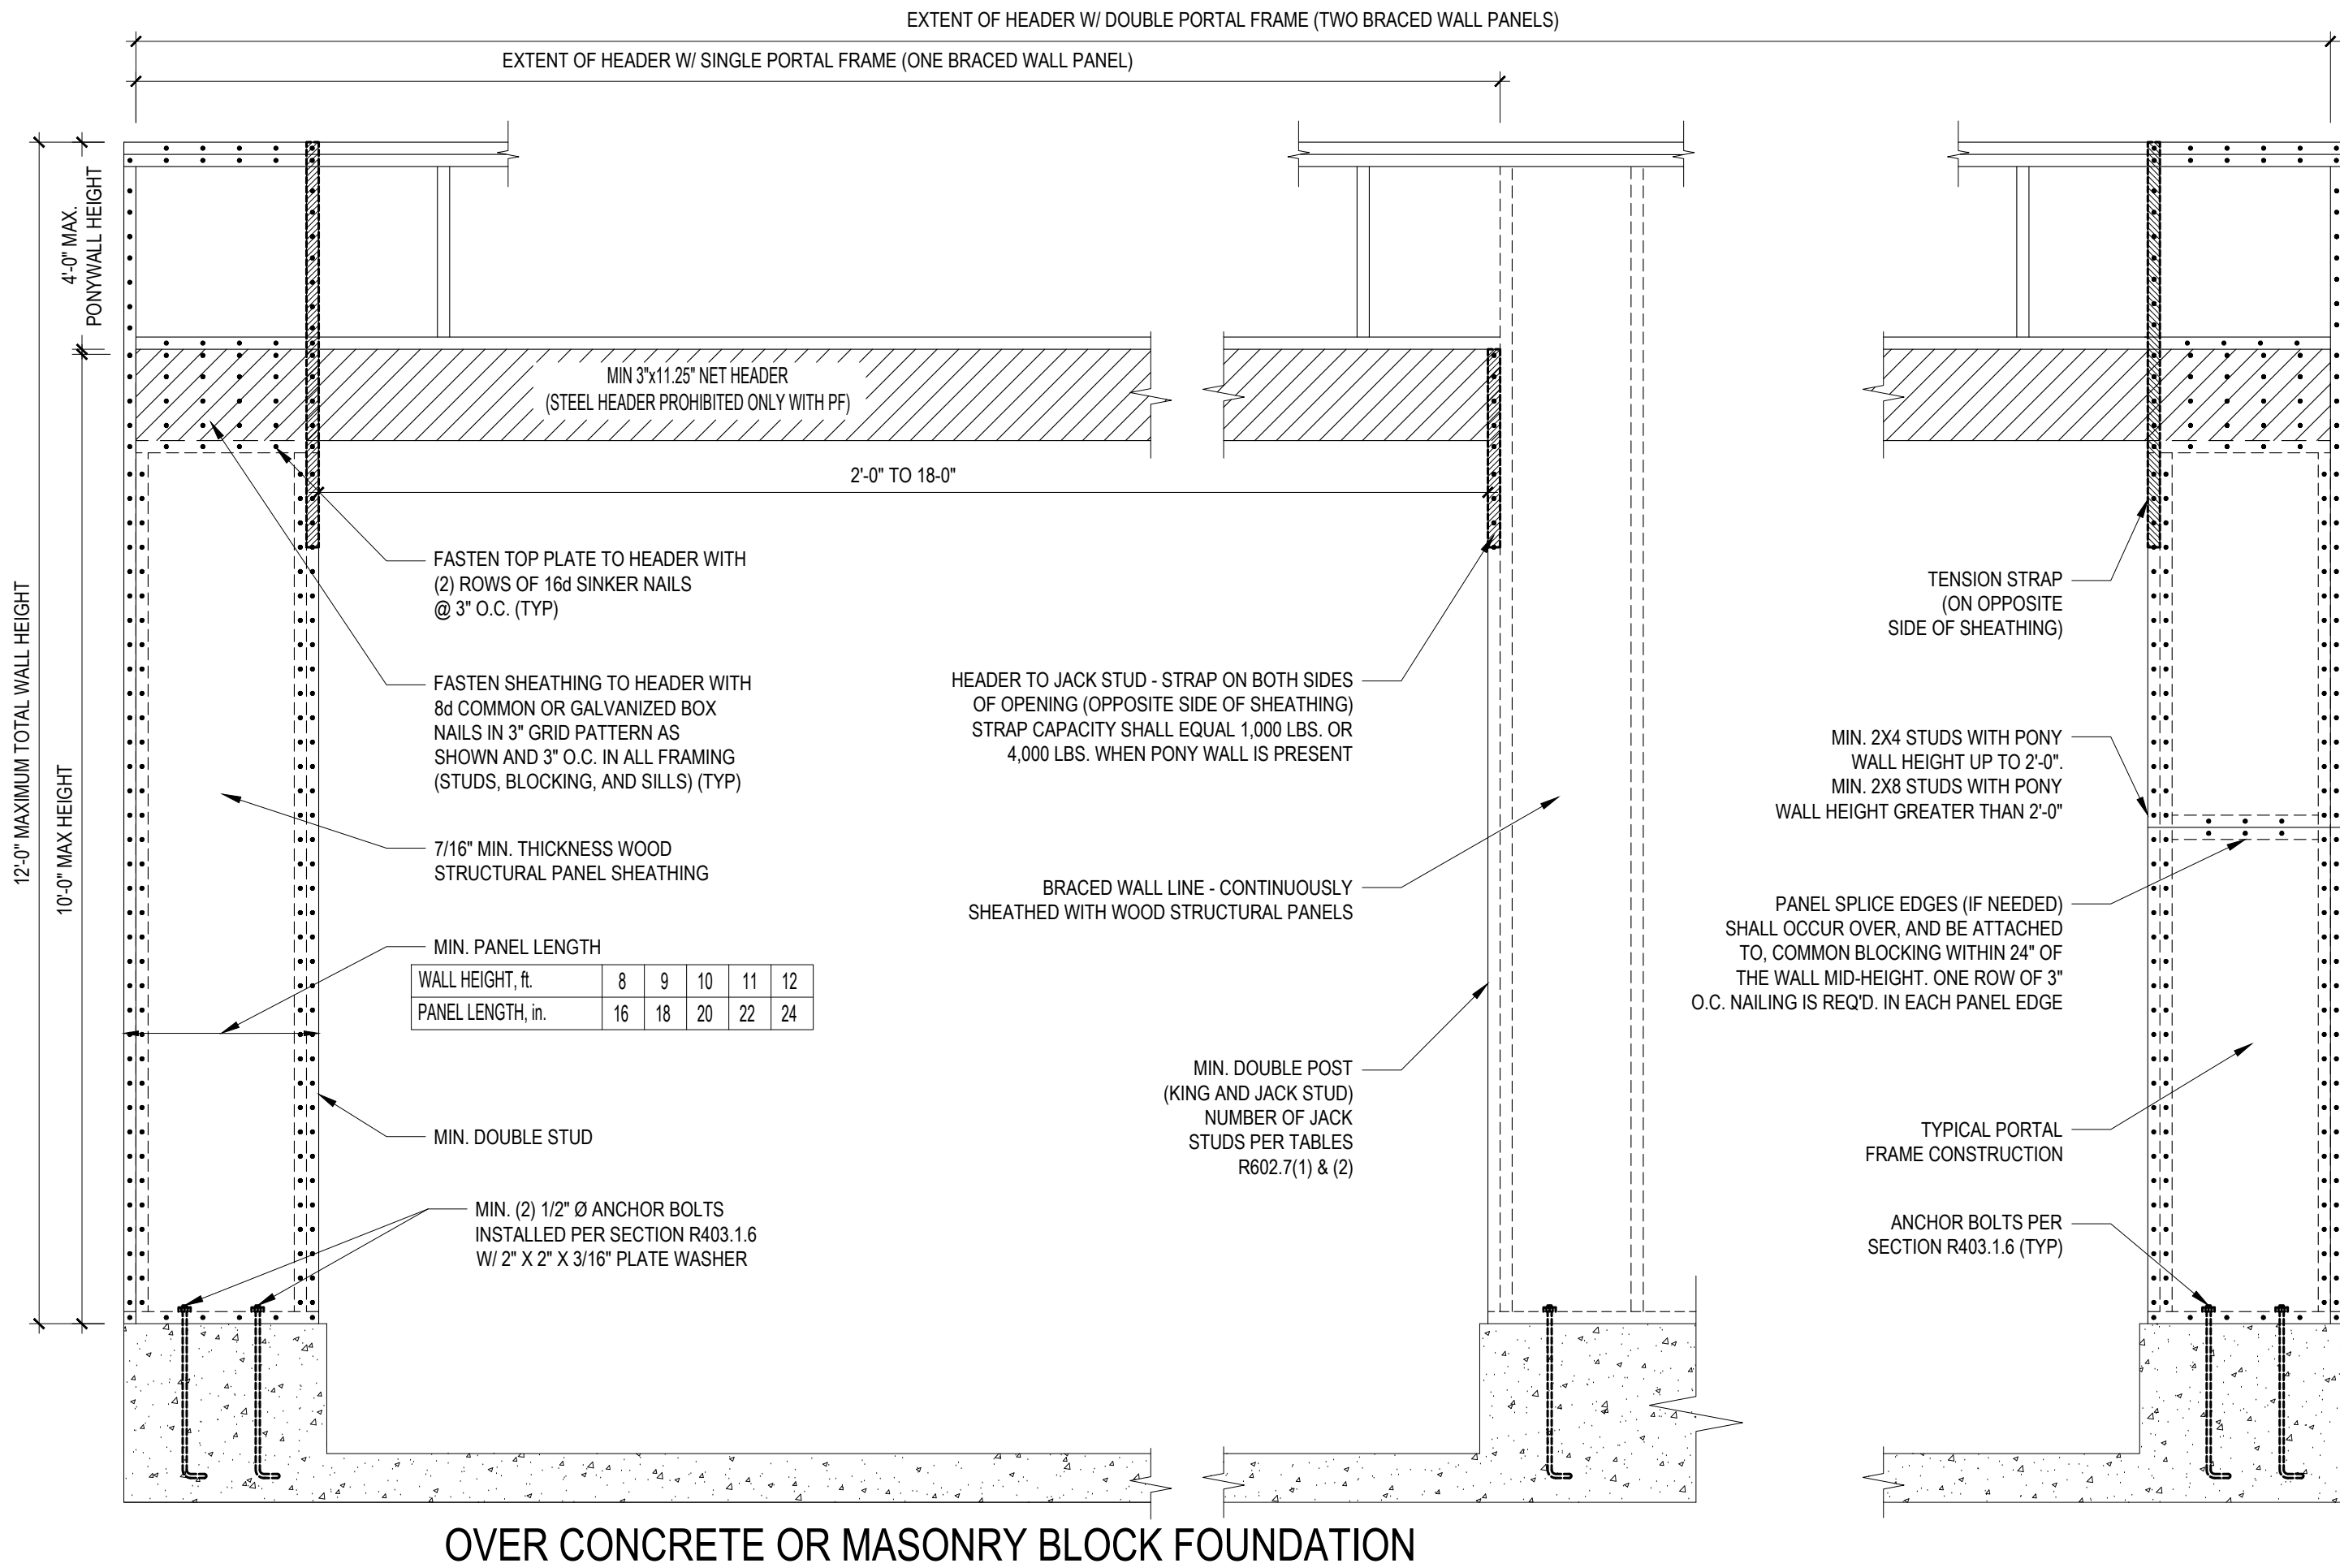 EXTENT OF HEADER W/ DOUBLE PORTAL FRAME (TWO BRACED WALL PANELS)
EXTENT OF HEADER W/ SINGLE PORTAL FRAME (ONE BRACED WALL PANEL)
4'-0" MAX.
PONYWALL HEIGHT
12'-0" MAXIMUM TOTAL WALL HEIGHT
10'-0" MAX HEIGHT
MIN 3"x11.25" NET HEADER
(STEEL HEADER PROHIBITED ONLY WITH PF)
2'-0" TO 18-0"
FASTEN TOP PLATE TO HEADER WITH
(2) ROWS OF 16d SINKER NAILS
@ 3" O.C. (TYP)
FASTEN SHEATHING TO HEADER WITH
8d COMMON OR GALVANIZED BOX
NAILS IN 3" GRID PATTERN AS
SHOWN AND 3" O.C. IN ALL FRAMING
(STUDS, BLOCKING, AND SILLS) (TYP)
7/16" MIN. THICKNESS WOOD
STRUCTURAL PANEL SHEATHING
MIN. PANEL LENGTH
WALL HEIGHT, ft. 8 9 10 11 12
PANEL LENGTH, in. 16 18 20 22 24
MIN. DOUBLE STUD
MIN. (2) 1/2" Ø ANCHOR BOLTS
INSTALLED PER SECTION R403.1.6
W/ 2" X 2" X 3/16" PLATE WASHER
HEADER TO JACK STUD - STRAP ON BOTH SIDES
OF OPENING (OPPOSITE SIDE OF SHEATHING)
STRAP CAPACITY SHALL EQUAL 1,000 LBS. OR
4,000 LBS. WHEN PONY WALL IS PRESENT
BRACED WALL LINE - CONTINUOUSLY
SHEATHED WITH WOOD STRUCTURAL PANELS
MIN. DOUBLE POST
(KING AND JACK STUD)
NUMBER OF JACK
STUDS PER TABLES
R602.7(1) & (2)
TENSION STRAP
(ON OPPOSITE
SIDE OF SHEATHING)
MIN. 2X4 STUDS WITH PONY
WALL HEIGHT UP TO 2'-0".
MIN. 2X8 STUDS WITH PONY
WALL HEIGHT GREATER THAN 2'-0"
PANEL SPLICE EDGES (IF NEEDED)
SHALL OCCUR OVER, AND BE ATTACHED
TO, COMMON BLOCKING WITHIN 24" OF
THE WALL MID-HEIGHT. ONE ROW OF 3"
O.C. NAILING IS REQ'D. IN EACH PANEL EDGE
TYPICAL PORTAL
FRAME CONSTRUCTION
ANCHOR BOLTS PER
SECTION R403.1.6 (TYP)
OVER CONCRETE OR MASONRY BLOCK FOUNDATION